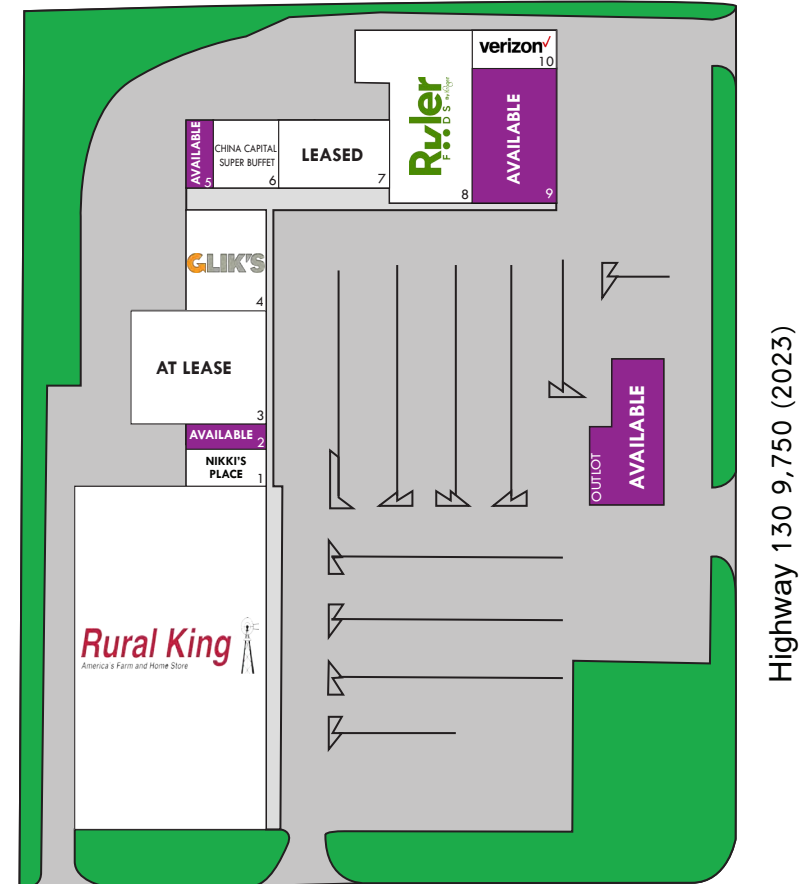 verizon✓
10
Ruler
FOODS
AVAILABLE
9
8
AVAILABLE
5
CHINA CAPITAL
SUPER BUFFET
6
LEASED
7
GLIK'S
4
AT LEASE
3
AVAILABLE 2
NIKKI'S
PLACE
1
Rural King
America's Farm and Home Store
OUTLOT
AVAILABLE
Highway 130 9,750 (2023)